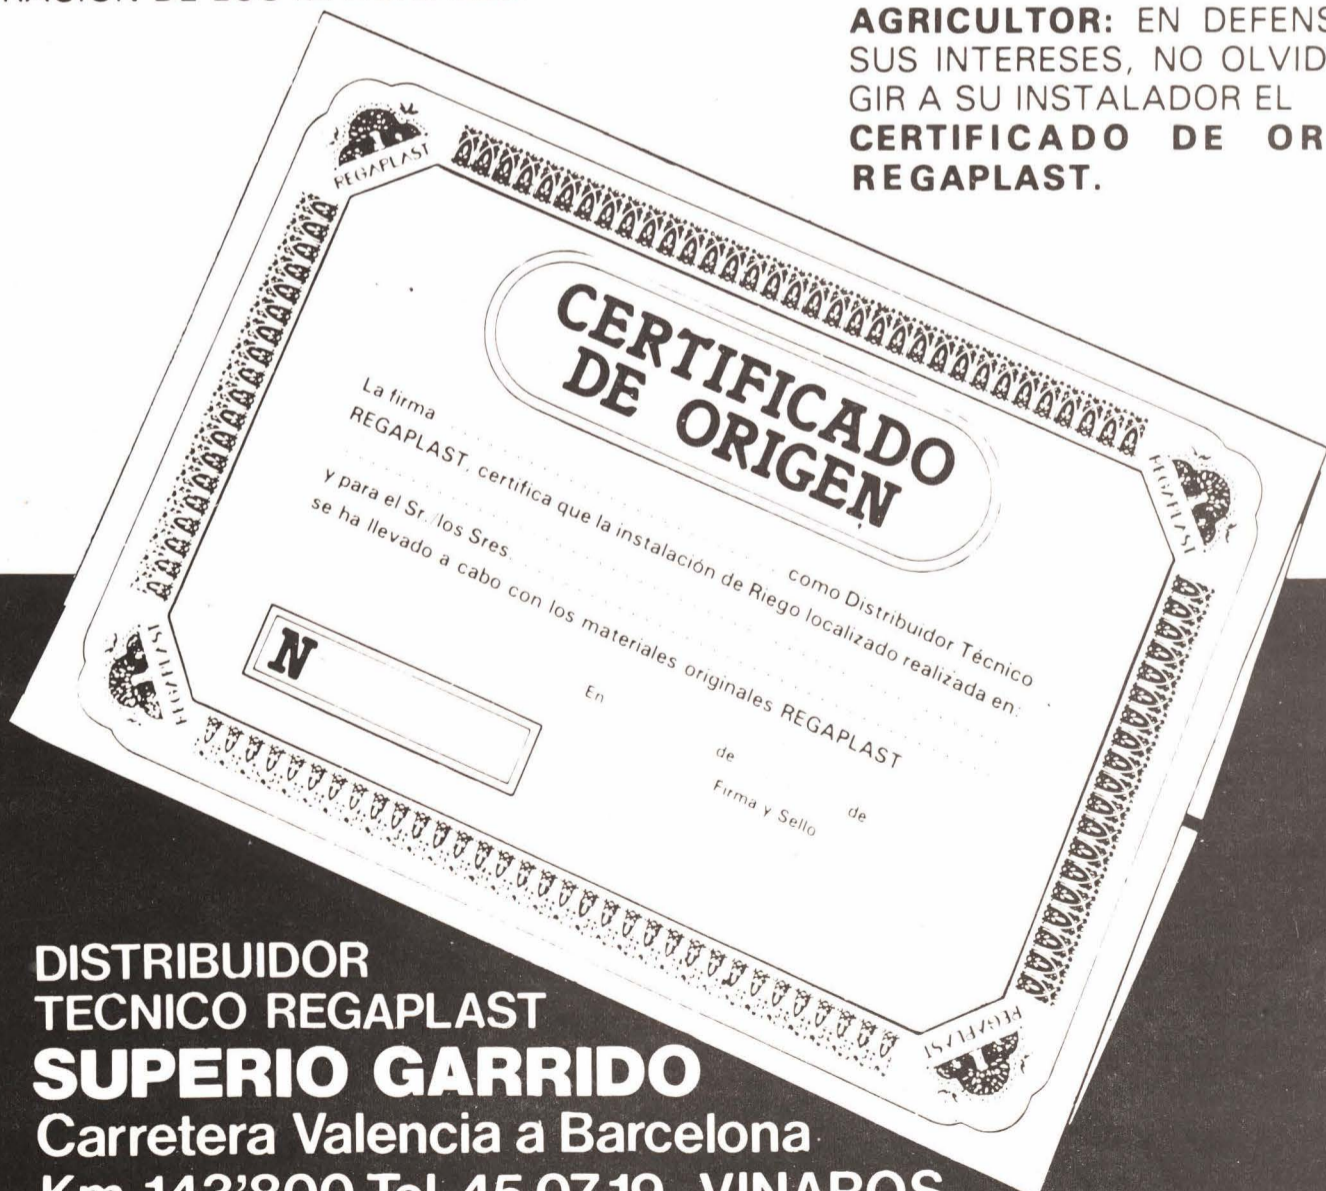 AGRICULTOR: EN DEFENS
SUS INTERESES, NO OLVID
GIR A SU INSTALADOR EL
CERTIFICADO DE OR
REGAPLAST.
REGAPLAST
CERTIFICADO
DE ORIGEN
REGAPLAST
La firma como Distribuidor Técnico
REGAPLAST, certifica que la instalación de Riego localizado realizada en:
y para el Sr./los Sres.
se ha llevado a cabo con los materiales originales REGAPLAST
N
En de de
Firma y Sello
REGAPLAST
REGAPLAST
DISTRIBUIDOR
TECNICO REGAPLAST
SUPERIO GARRIDO
Carretera Valencia a Barcelona
Km. 143'800 Tel. 45 07 19 VINAROS